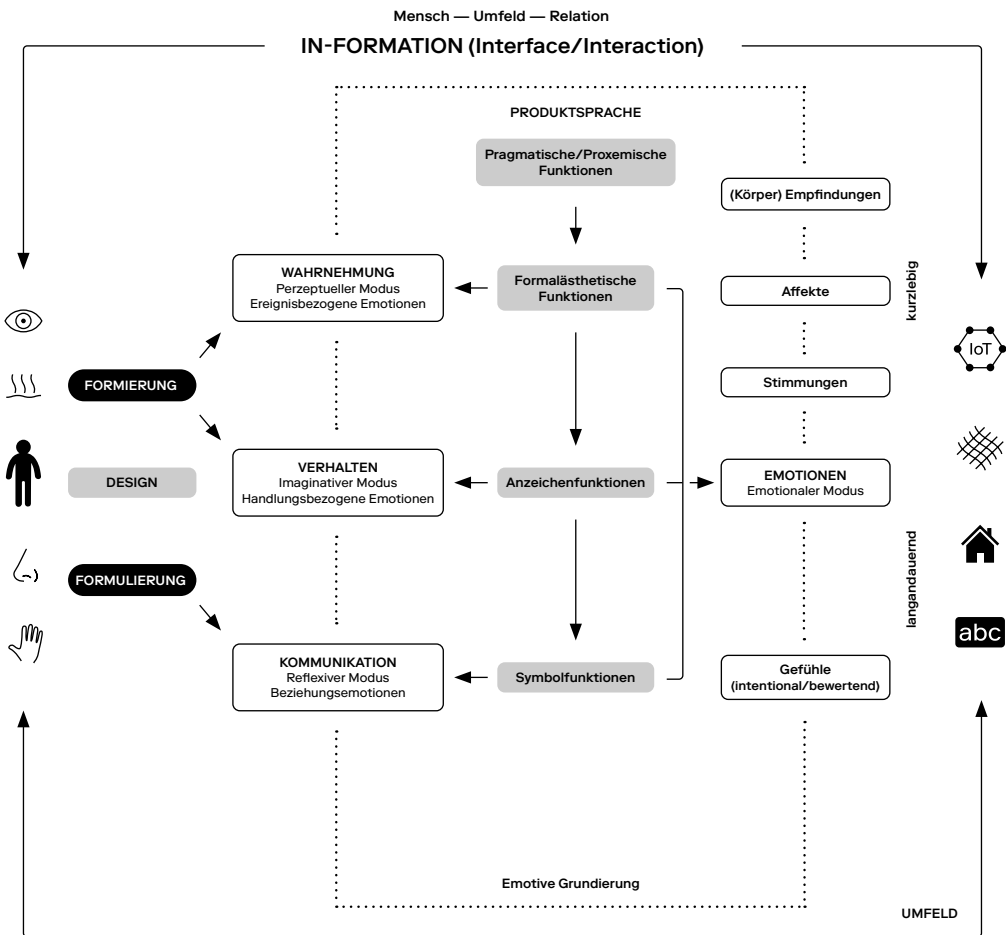 Mensch — Umfeld — Relation
IN-FORMATION (Interface/Interaction)
PRODUKTSPRACHE
Pragmatische/Proxemische
Funktionen
(Körper) Empfindungen
WAHRNEHMUNG
Perzeptueller Modus
Ereignisbezogene Emotionen
Formalästhetische
Funktionen
Affekte
kurzlebig
IoT
FORMIERUNG
Stimmungen
DESIGN
VERHALTEN
Imaginativer Modus
Handlungsbezogene Emotionen
Anzeichenfunktionen
EMOTIONEN
Emotionaler Modus
langandauernd
FORMULIERUNG
abc
KOMMUNIKATION
Reflexiver Modus
Beziehungsemotionen
Symbolfunktionen
Gefühle
(intentional/bewertend)
Emotive Grundierung
UMFELD